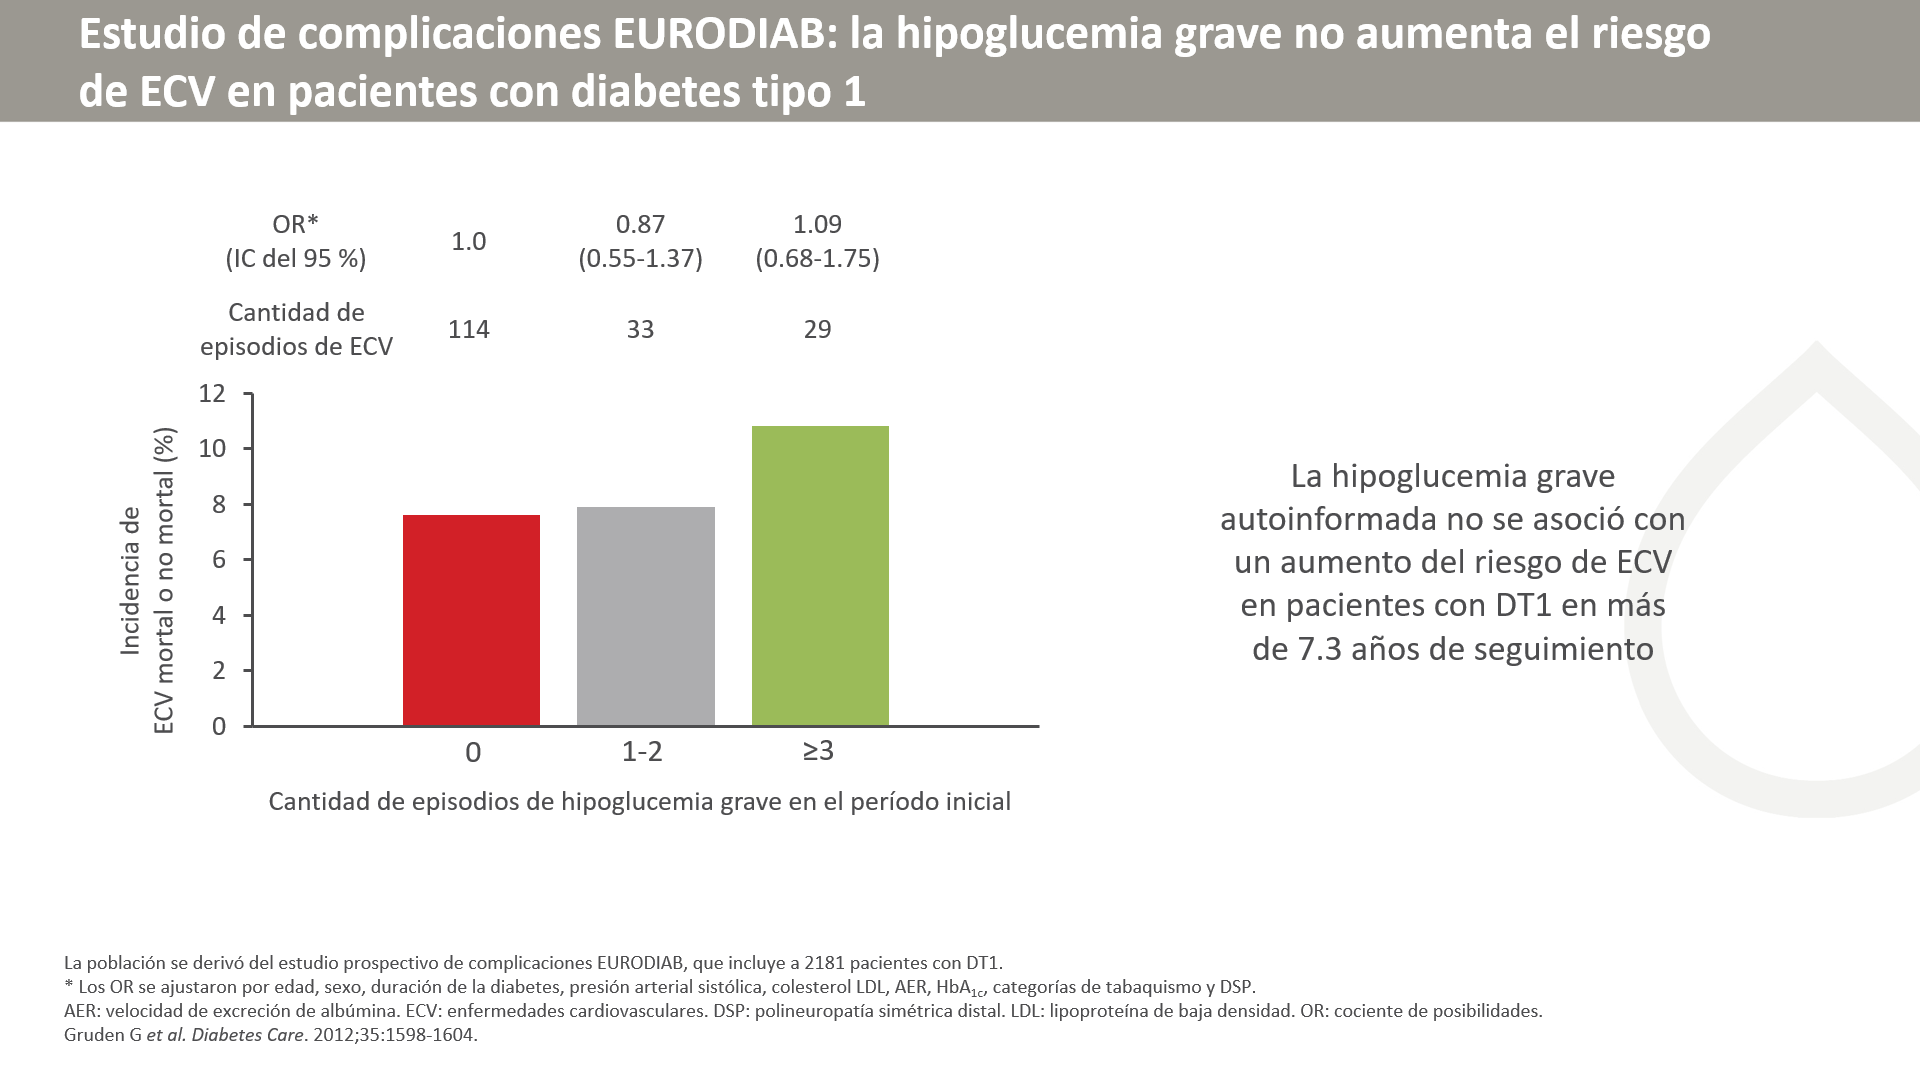 Estudio de complicaciones EURODIAB: la hipoglucemia grave no aumenta el riesgo
de ECV en pacientes con diabetes tipo 1
OR*
(IC del 95 %)
1.0
0.87
(0.55-1.37)
1.09
(0.68-1.75)
Cantidad de
episodios de ECV
114
33
29
Incidencia de
ECV mortal o no mortal (%)
12
10
8
6
4
2
0
0
1-2
≥3
Cantidad de episodios de hipoglucemia grave en el período inicial
La hipoglucemia grave
autoinformada no se asoció con
un aumento del riesgo de ECV
en pacientes con DT1 en más
de 7.3 años de seguimiento
La población se derivó del estudio prospectivo de complicaciones EURODIAB, que incluye a 2181 pacientes con DT1.
* Los OR se ajustaron por edad, sexo, duración de la diabetes, presión arterial sistólica, colesterol LDL, AER, HbA1c, categorías de tabaquismo y DSP.
AER: velocidad de excreción de albúmina. ECV: enfermedades cardiovasculares. DSP: polineuropatía simétrica distal. LDL: lipoproteína de baja densidad. OR: cociente de posibilidades.
Gruden G et al. Diabetes Care. 2012;35:1598-1604.